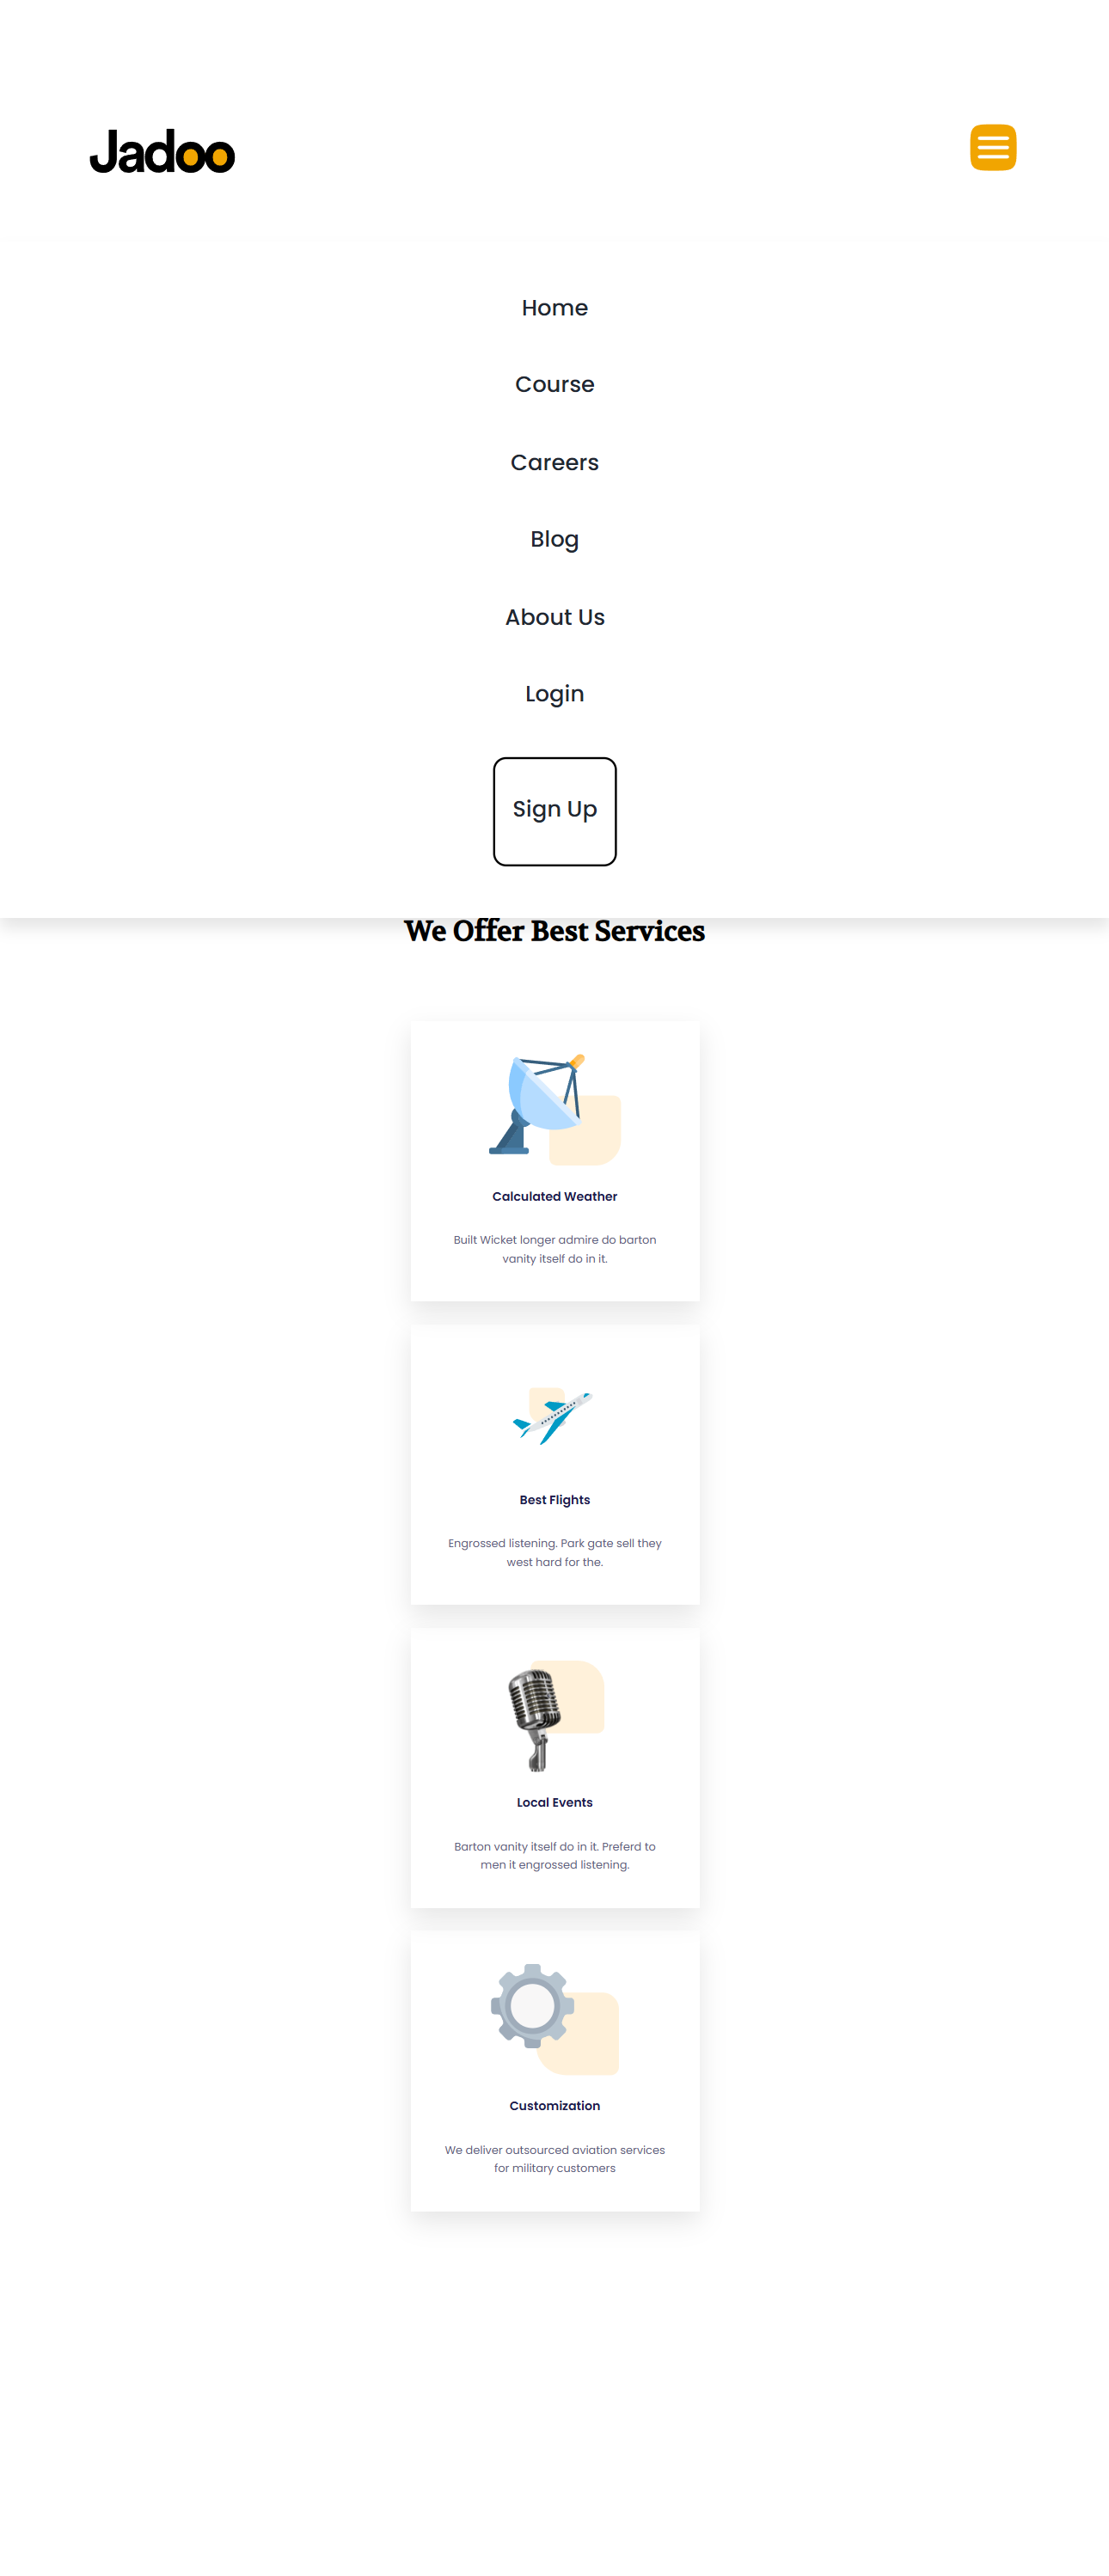 Jadoo
Home
Course
Careers
Blog
About Us
Login
Sign Up
We Offer Best Services
Calculated Weather
Built Wicket longer admire do barton
vanity itself do in it.
Best Flights
Engrossed listening. Park gate sell they
west hard for the.
Local Events
Barton vanity itself do in it. Preferd to
men it engrossed listening.
Customization
We deliver outsourced aviation services
for military customers